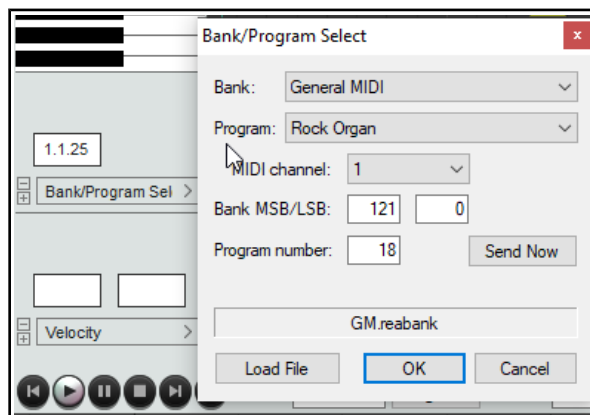 Bank/Program Select
x
Bank: General MIDI
Program: Rock Organ
MIDI channel: 1
Bank MSB/LSB: 121 0
Program number: 18 Send Now
GM.reabank
Load File OK Cancel
1.1.25
Bank/Program Sel >
Velocity >